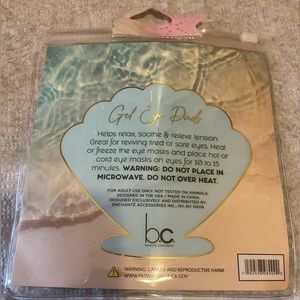 Gel Eye Pads
Helps relax, soothe & relieve tension.
Great for reviving tired or sore eyes. Heat
or freeze the eye masks and place hot or
cold eye masks on eyes for 10 to 15
minutes. WARNING: DO NOT PLACE IN
MICROWAVE. DO NOT OVER HEAT.
FOR ADULT USE ONLY. NOT TESTED ON ANIMALS.
DESIGNED IN THE USA / MADE IN CHINA
DESIGNED EXCLUSIVELY AND DISTRIBUTED BY:
ENCHANTE ACCESSORIES INC., NY, NY 10016
b.c.
beauty concepts
WARNING: CANCER AND REPRODUCTIVE HARM